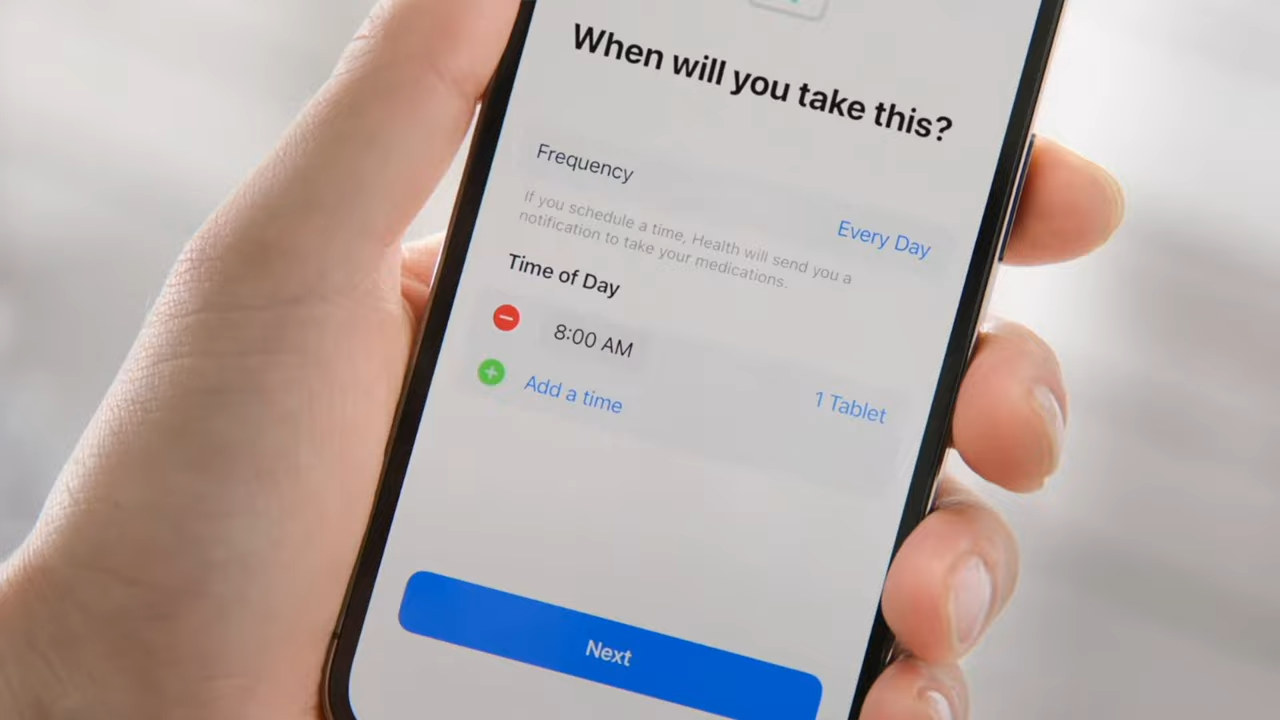 When will you take this?
Frequency
Every Day
If you schedule a time, Health will send you a
notification to take your medications.
Time of Day
8:00 AM
1 Tablet
Add a time
Next